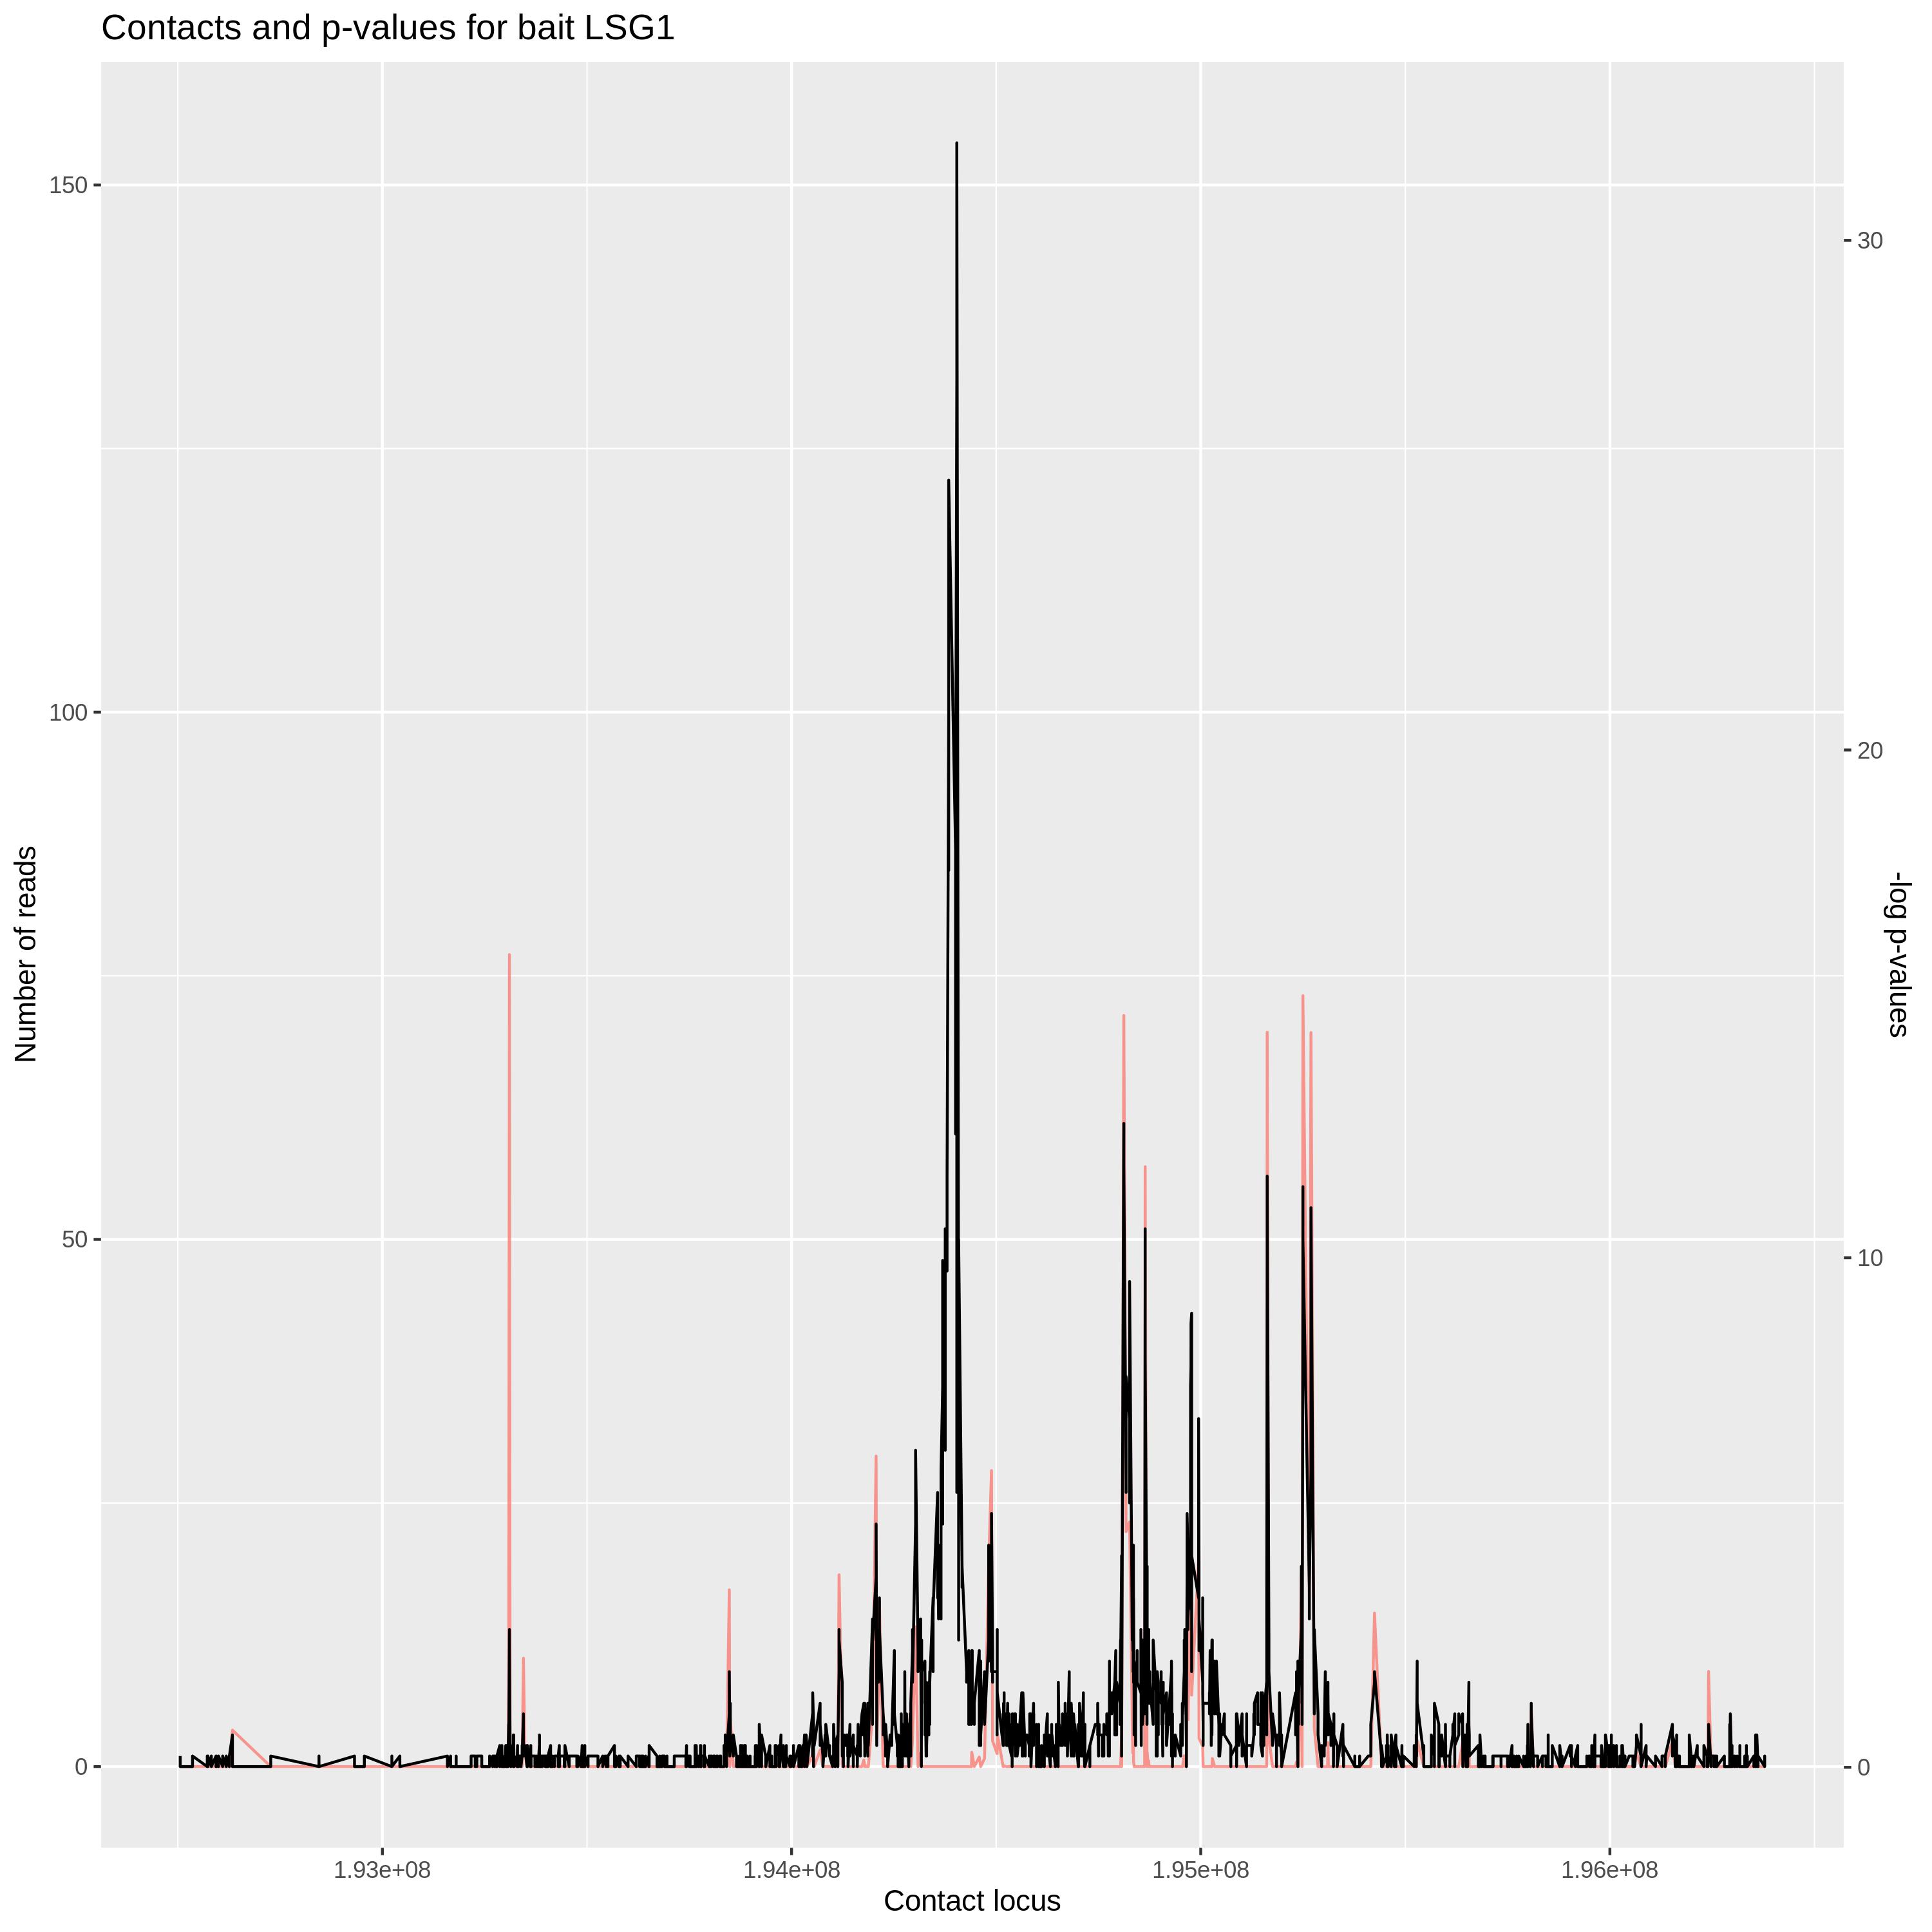 Contacts and p-values for bait LSG1
150
100
50
0
Number of reads
30
20
10
0
-log p-values
1.93e+08
1.94e+08
1.95e+08
1.96e+08
Contact locus